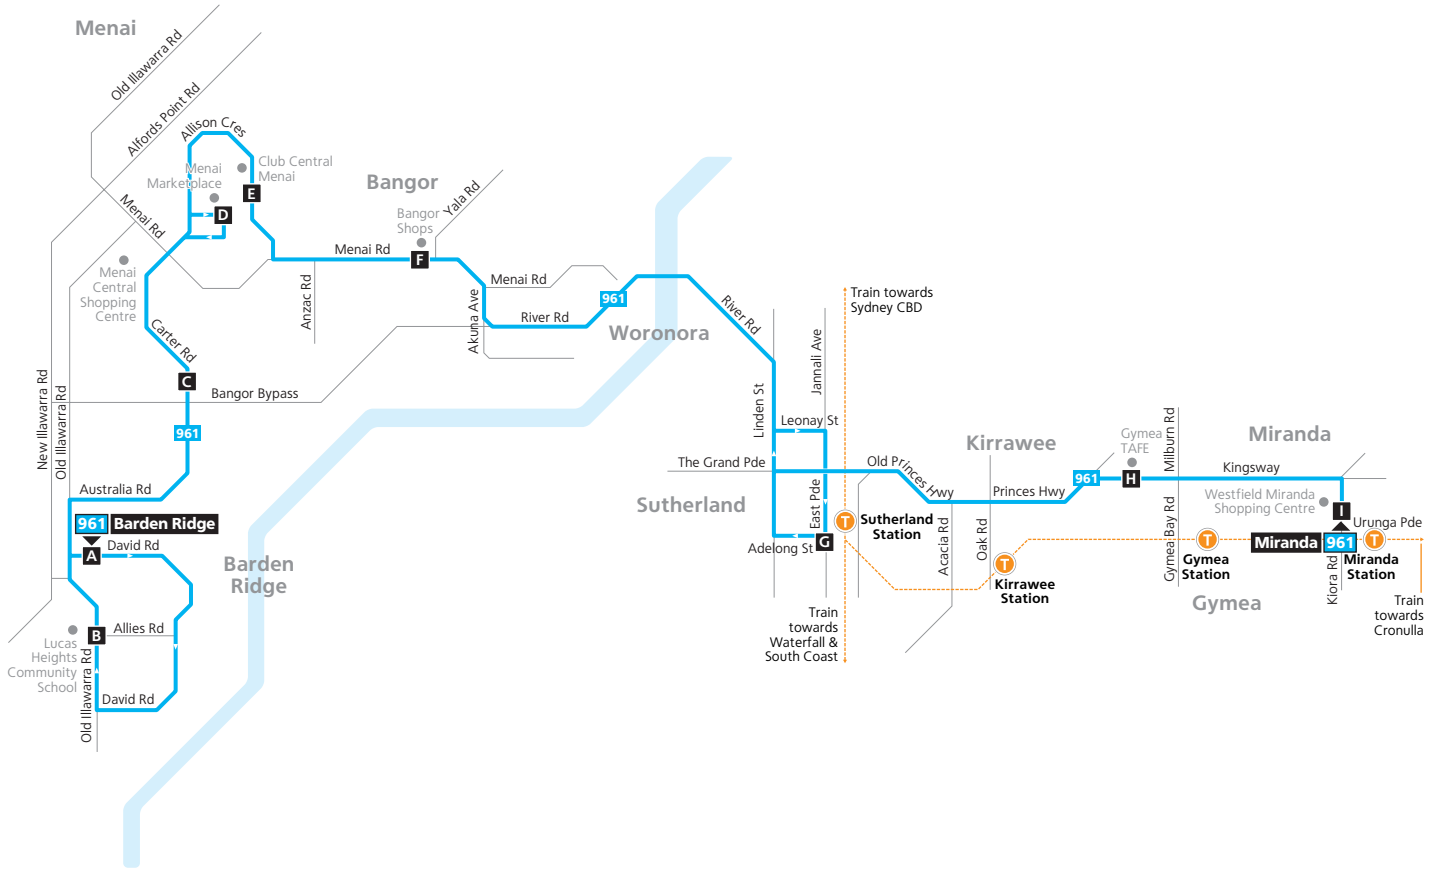 Menai
Old Illawarra Rd
Alfords Point Rd
Allison Cres
Club Central
Menai
Menai
Marketplace
E
D
Menai Rd
Bangor
Yala Rd
Bangor
Shops
Menai Rd
F
Menai
Central
Shopping
Centre
Anzac Rd
Menai Rd
961
Akuna Ave
River Rd
Woronora
River Rd
Carter Rd
C
Bangor Bypass
New Illawarra Rd
Old Illawarra Rd
961
Australia Rd
961
Barden Ridge
A
David Rd
Barden
Ridge
B
Allies Rd
Lucas
Heights
Community
School
Old Illawarra Rd
David Rd
Train towards
Sydney CBD
Jannali Ave
Linden St
Leonay St
The Grand Pde
Old Princes Hwy
Sutherland
East Pde
T
Sutherland
Station
Adelong St
G
Train
towards
Waterfall &
South Coast
Kirrawee
Princes Hwy
Acacia Rd
Oak Rd
T
Kirrawee
Station
961
Gymea
TAFE
H
Milburn Rd
Kingsway
Miranda
Westfield Miranda
Shopping Centre
I
Urunga Pde
Gymea Bay Rd
T
Gymea
Station
Miranda
961
T
Miranda
Station
Kiora Rd
Gymea
Train
towards
Cronulla